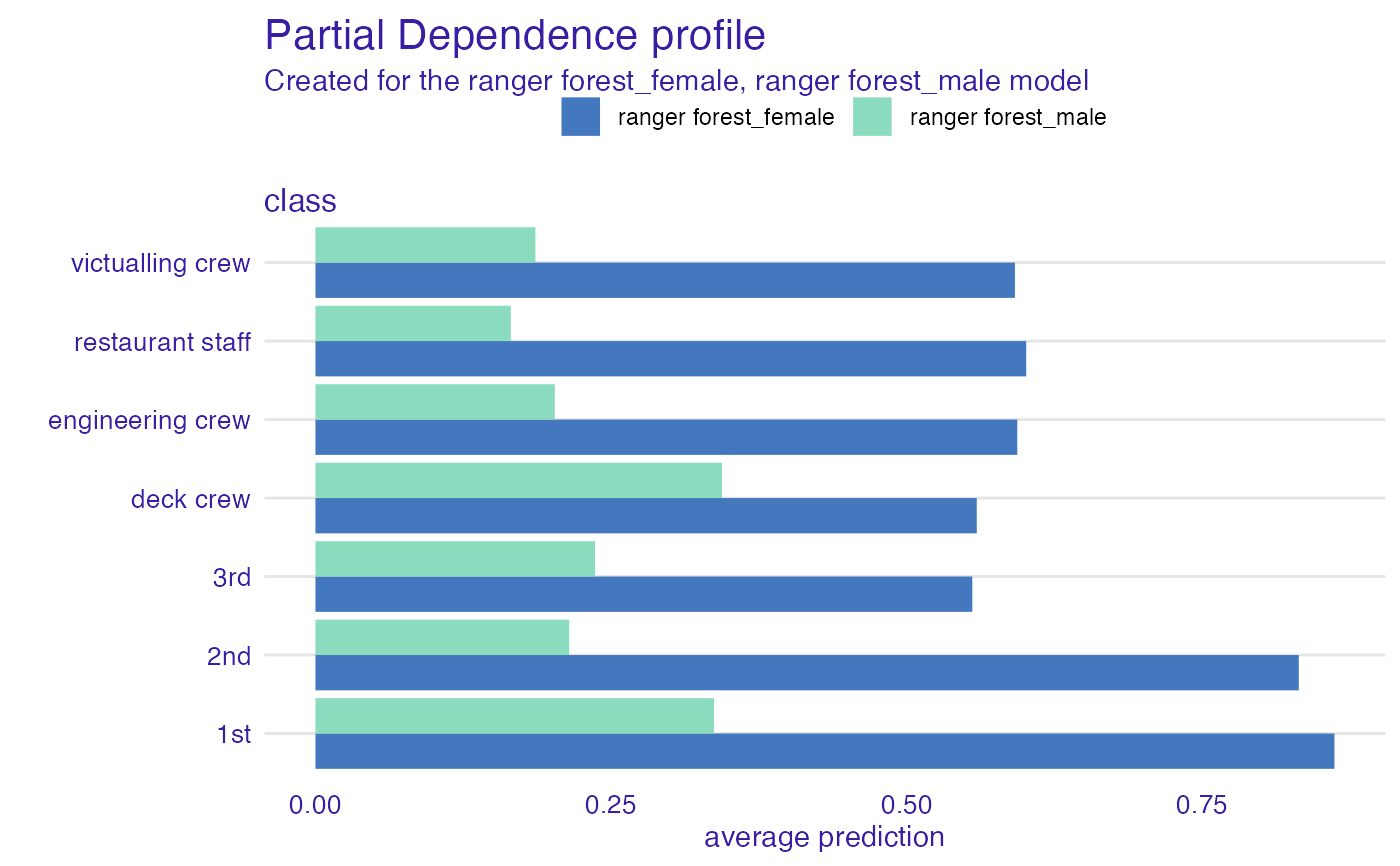 Partial Dependence profile
Created for the ranger forest_female, ranger forest_male model
ranger forest_female ranger forest_male
class
victualling crew
restaurant staff
engineering crew
deck crew
3rd
2nd
1st
0.00 0.25 0.50 0.75
average prediction